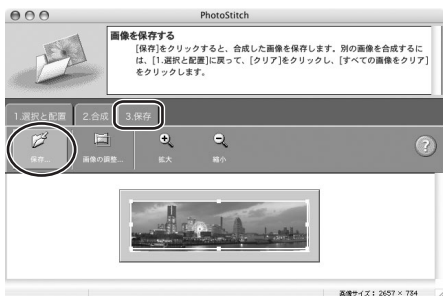 PhotoStitch
画像を保存する
[保存]をクリックすると、合成した画像を保存します。別の画像を合成するに
は、[1.選択と配置]に戻って、[クリア]をクリックし、[すべての画像をクリア]
をクリックします。
1.選択と配置 2.合成 3.保存
保存... 画像の調整... 拡大 縮小 ?
画像サイズ： 2657 × 734